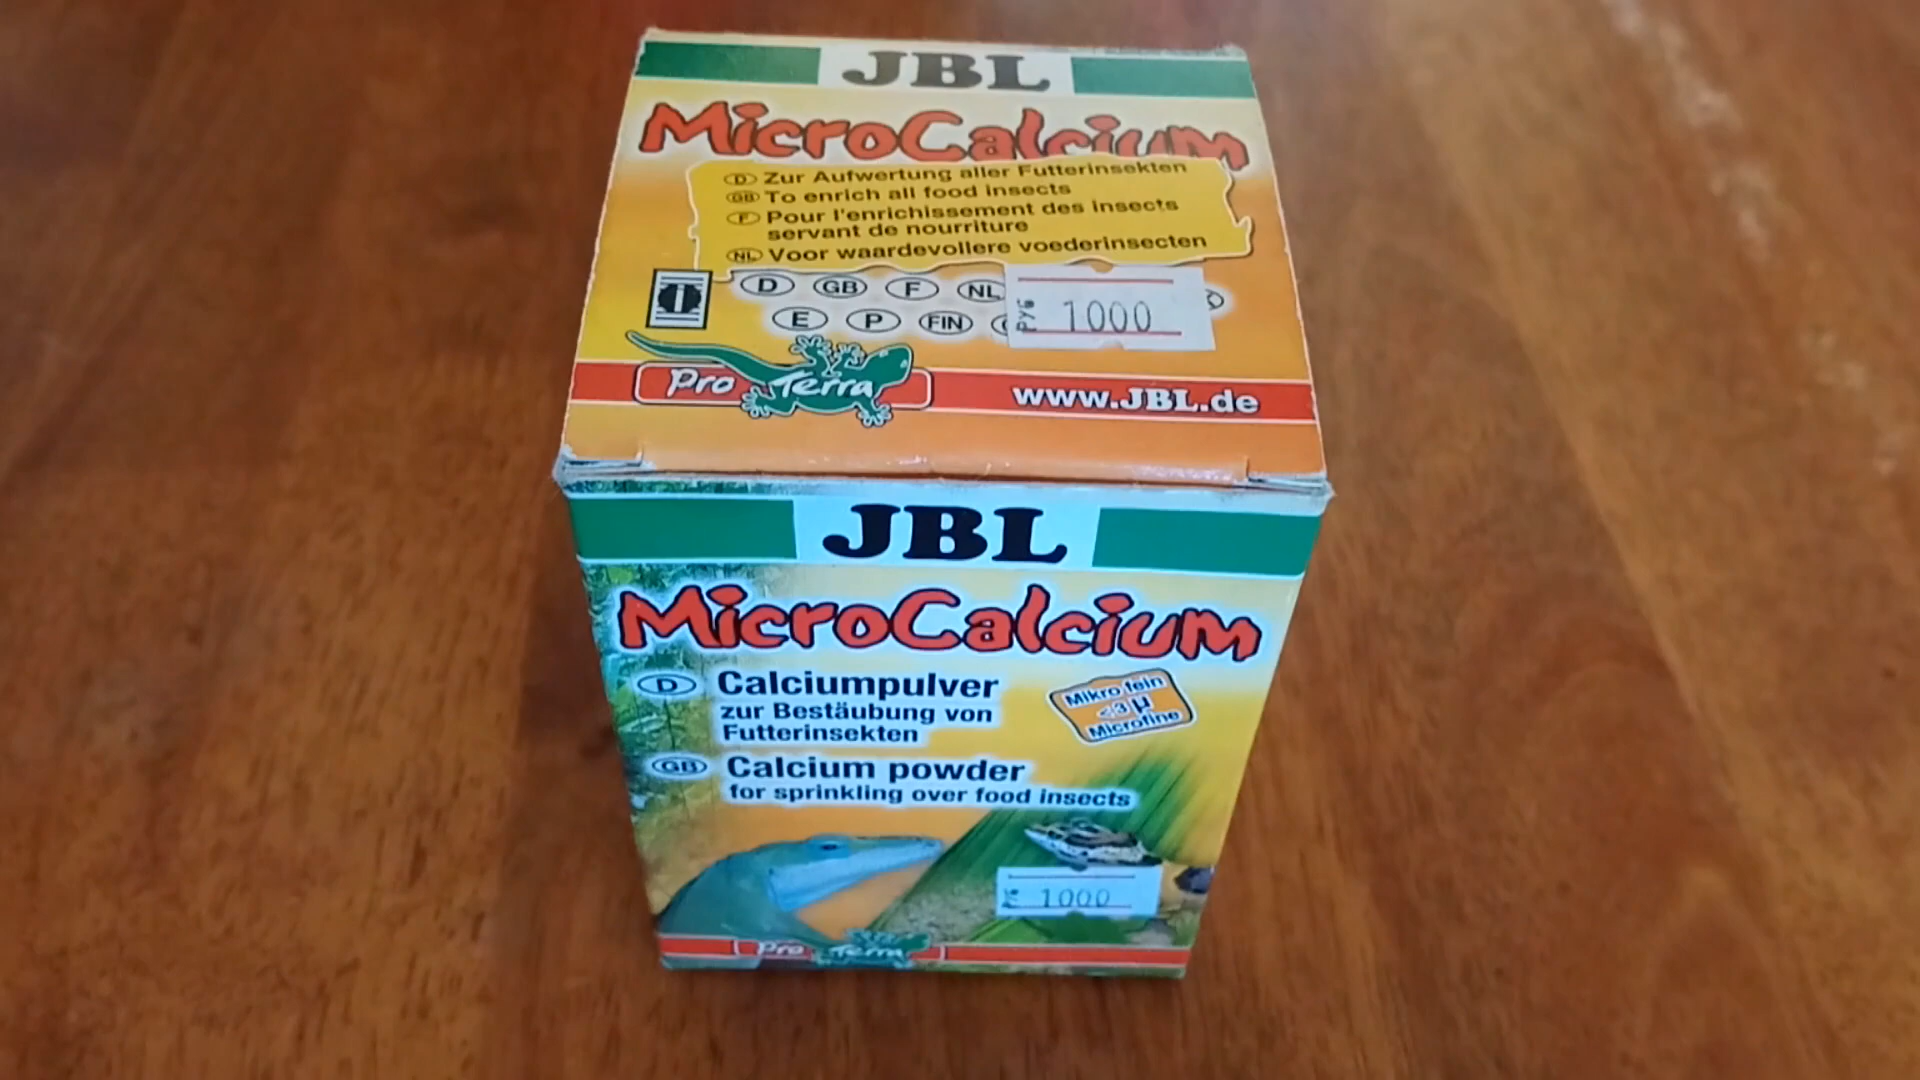 JBL
MicroCalcium
D Zur Aufwertung aller Futterinsekten
GB To enrich all food insects
F Pour l'enrichissement des insects
servant de nourriture
NL Voor waardevollere voederinsecten
D GB F NL
E P FIN
РУБ 1000
Pro Terra
www.JBL.de
JBL
MicroCalcium
D Calciumpulver
zur Bestäubung von
Futterinsekten
Mikro fein
<3 µ
Microfine
GB Calcium powder
for sprinkling over food insects
1000
Pro Terra